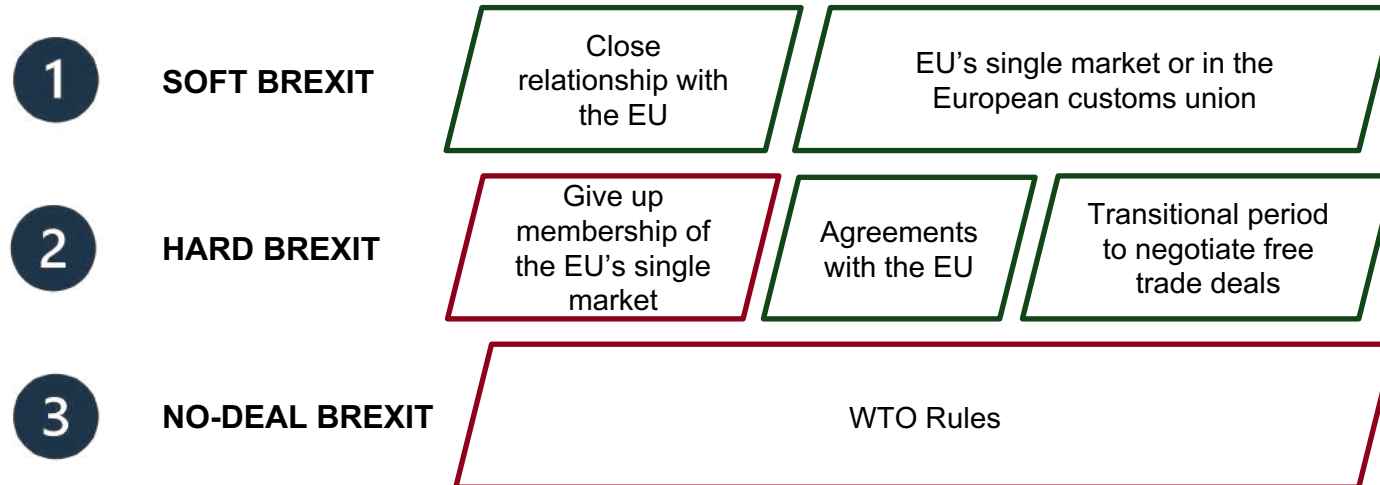 1
SOFT BREXIT
Close
relationship with
the EU
EU’s single market or in the
European customs union
2
HARD BREXIT
Give up
membership of
the EU’s single
market
Agreements
with the EU
Transitional period
to negotiate free
trade deals
3
NO-DEAL BREXIT
WTO Rules